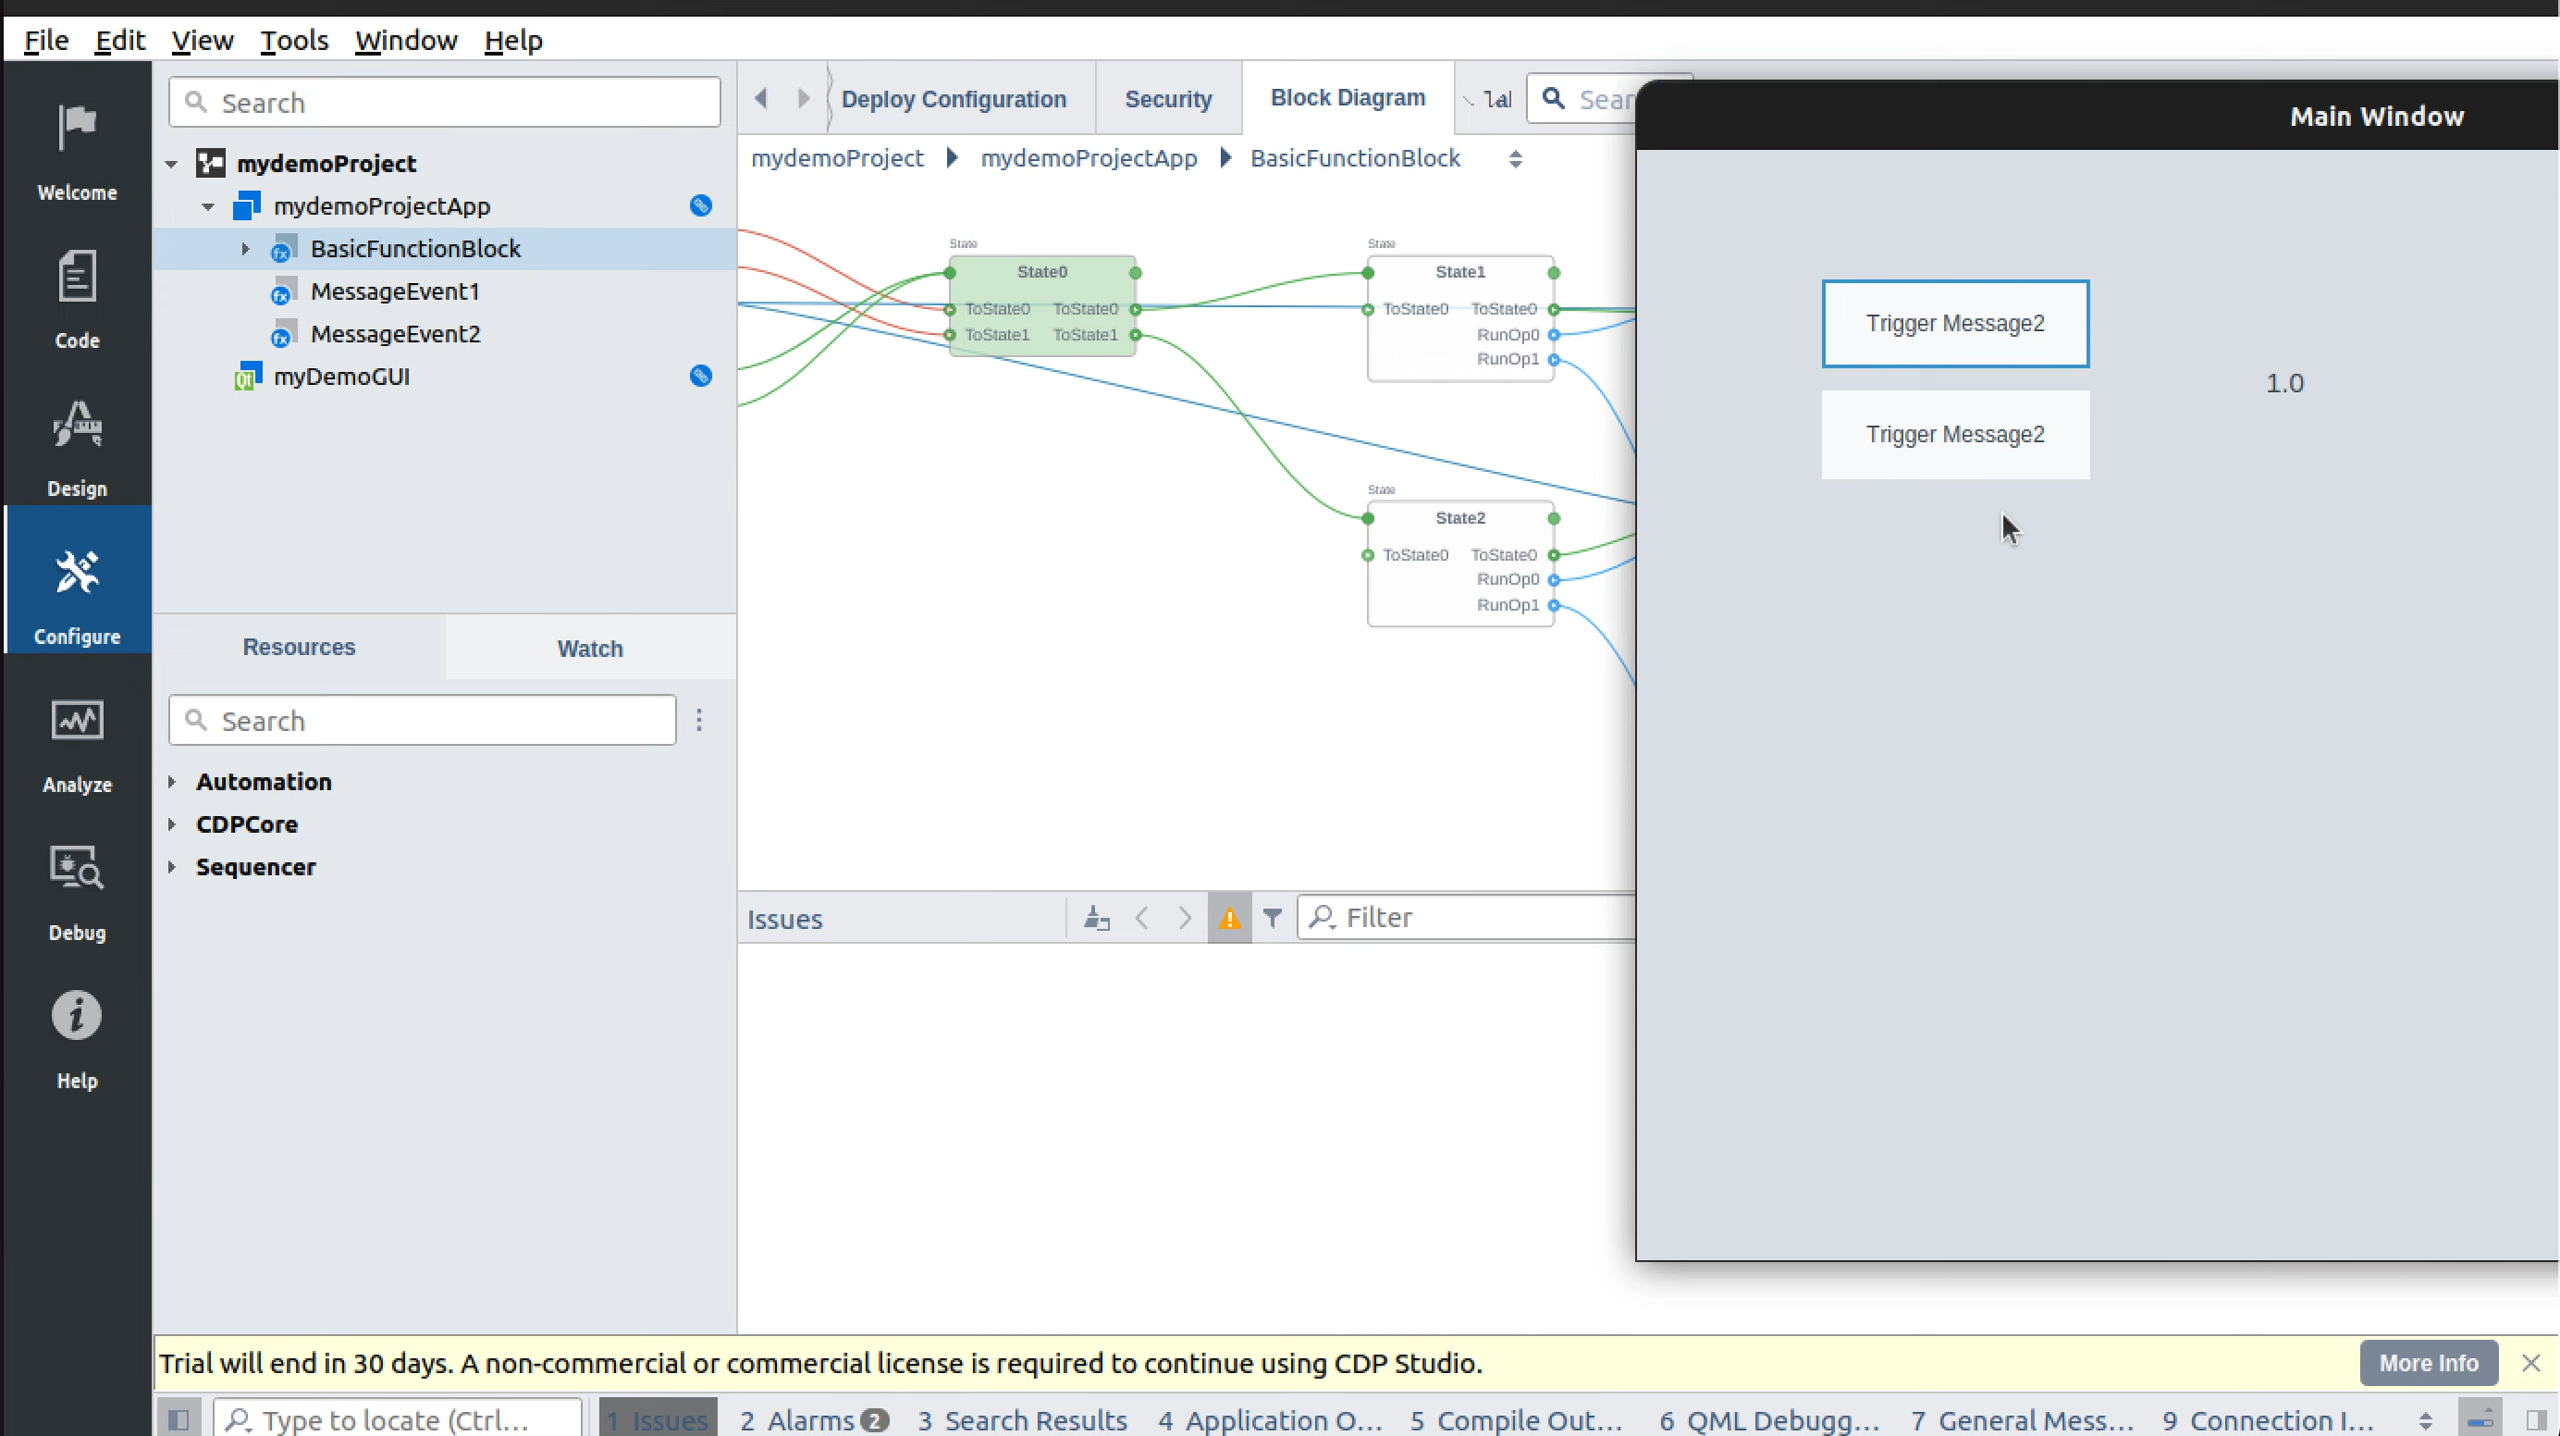 File Edit View Tools Window Help
Welcome
Code
Design
Configure
Analyze
Debug
Help
Search
mydemoProject
mydemoProjectApp
BasicFunctionBlock
MessageEvent1
MessageEvent2
myDemoGUI
Resources Watch
Search
Automation
CDPCore
Sequencer
Deploy Configuration Security Block Diagram
mydemoProject mydemoProjectApp BasicFunctionBlock
State
State0
ToState0 ToState0
ToState1 ToState1
State
State1
ToState0 ToState0
RunOp0
RunOp1
State
State2
ToState0 ToState0
RunOp0
RunOp1
Issues Filter
Main Window
Trigger Message2
1.0
Trigger Message2
Trial will end in 30 days. A non-commercial or commercial license is required to continue using CDP Studio. More Info
Type to locate (Ctrl... 1 Issues 2 Alarms 2 3 Search Results 4 Application O... 5 Compile Out... 6 QML Debugg... 7 General Mess... 9 Connection I...